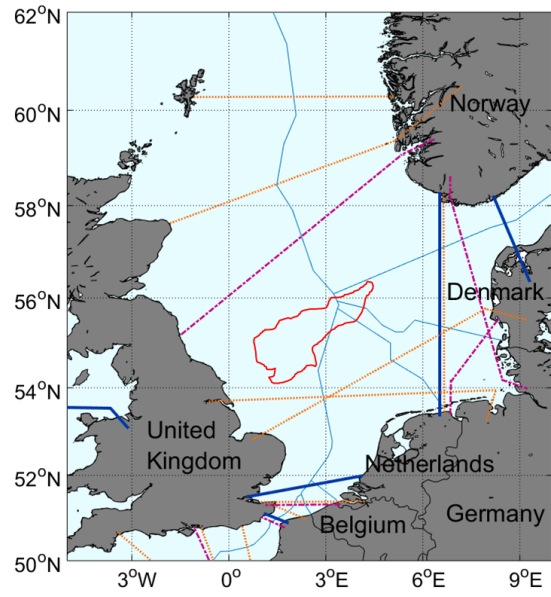 62°N
60°N
Norway
58°N
56°N
Denmark
54°N
United
Kingdom
Netherlands
52°N
Belgium
Germany
50°N
3°W
0°
3°E
6°E
9°E